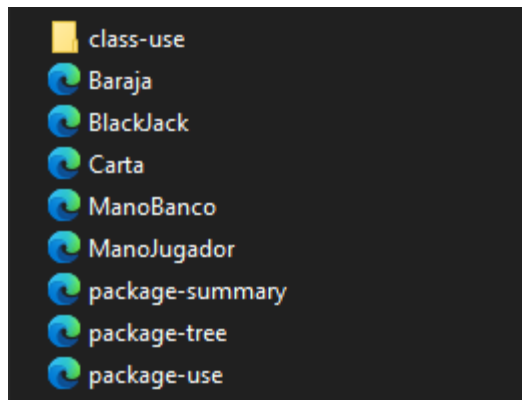 class-use
Baraja
BlackJack
Carta
ManoBanco
ManoJugador
package-summary
package-tree
package-use